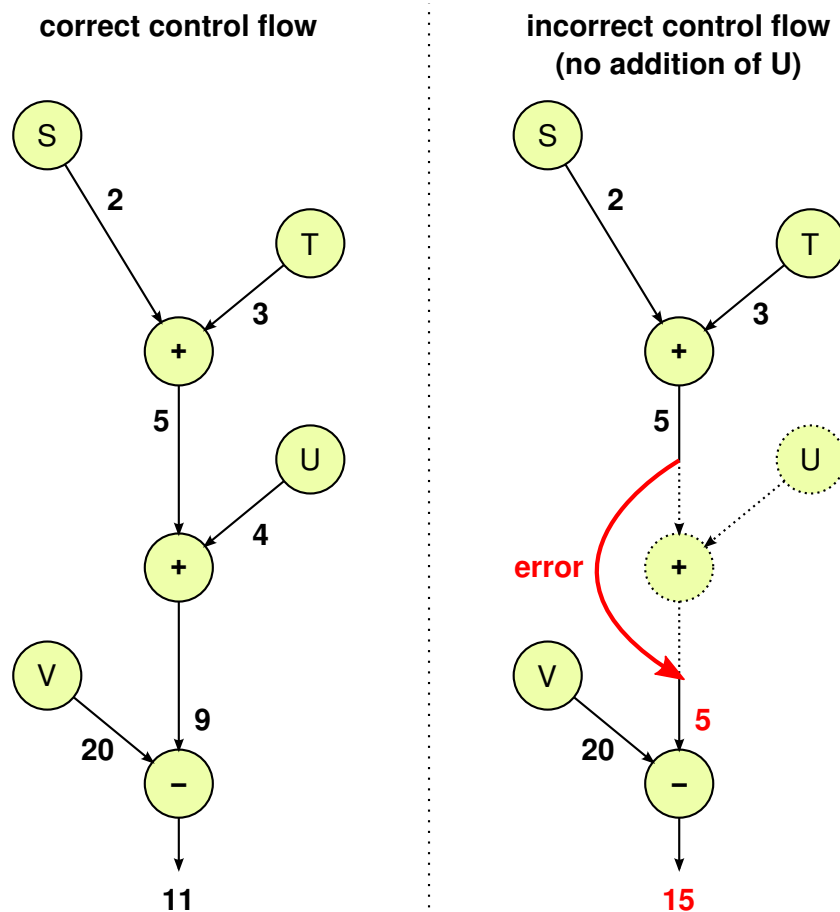 correct control flow
S
2
T
3
+
5
U
4
+
V
9
20
–
11
incorrect control flow
(no addition of U)
S
2
T
3
+
5
U
error
+
V
5
20
–
15